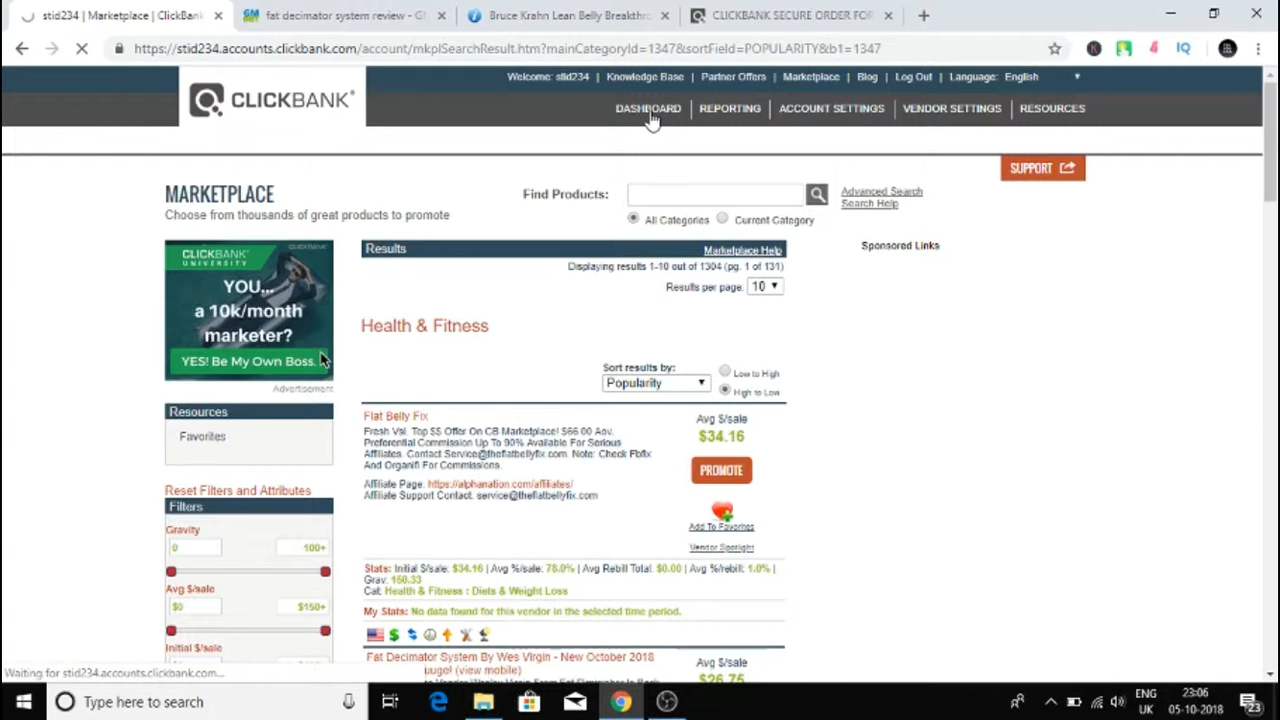 stid234 | Marketplace | ClickBan
fat decimator system review - G
Bruce Krahn Lean Belly Breakthro
CLICKBANK SECURE ORDER FOR
https://stid234.accounts.clickbank.com/account/mkplSearchResult.htm?mainCategoryId=1347&sortField=POPULARITY&b1=1347
Welcome: stid234 | Knowledge Base | Partner Offers | Marketplace | Blog | Log Out | Language: English
CLICKBANK
DASHBOARD | REPORTING | ACCOUNT SETTINGS | VENDOR SETTINGS | RESOURCES
SUPPORT
MARKETPLACE
Choose from thousands of great products to promote
Find Products:
Advanced Search
Search Help
All Categories
Current Category
CLICKBANK
UNIVERSITY
CLICKBANK
YOU...
a 10k/month
marketer?
YES! Be My Own Boss.
Advertisement
Results
Marketplace Help
Sponsored Links
Displaying results 1-10 out of 1304 (pg. 1 of 131)
Results per page: 10
Health & Fitness
Sort results by:
Popularity
Low to High
High to Low
Resources
Favorites
Reset Filters and Attributes
Filters
Gravity
0
100+
Avg $/sale
$0
$150+
Initial $/sale
Flat Belly Fix
Fresh Vsl. Top $$ Offer On CB Marketplace! $66.00 Aov.
Preferential Commission Up To 90% Available For Serious
Affiliates. Contact Service@theflatbellyfix.com. Note: Check Fbfix
And Organifi For Commissions.
Affiliate Page: https://alphanation.com/affiliates/
Affiliate Support Contact: service@theflatbellyfix.com
Avg $/sale
$34.16
PROMOTE
Add To Favorites
Vendor Spotlight
Stats: Initial $/sale: $34.16 | Avg %/sale: 78.0% | Avg Rebill Total: $0.00 | Avg %/rebill: 1.0% |
Grav: 150.33
Cat: Health & Fitness : Diets & Weight Loss
My Stats: No data found for this vendor in the selected time period.
Fat Decimator System By Wes Virgin - New October 2018
(view mobile)
Avg $/sale
$26.75
Waiting for stid234.accounts.clickbank.com...
Type here to search
ENG
UK
23:06
05-10-2018
23